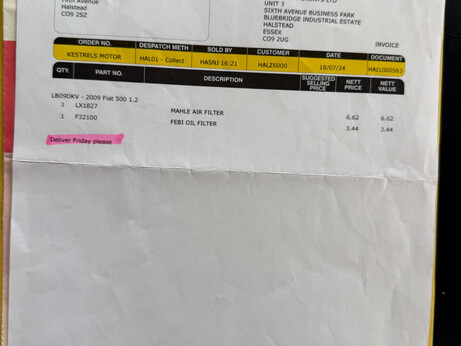 Fifth Avenue
Halstead
CO9 2SZ
UNIT 3
SIXTH AVENUE BUSINESS PARK
BLUEBRIDGE INDUSTRIAL ESTATE
HALSTEAD
ESSEX
CO9 2UG
INVOICE
ORDER NO. DESPATCH METH SOLD BY CUSTOMER DATE DOCUMENT
KESTRELS MOTOR HAL01 - Collect HASNJ 16:21 HALZ6000 18/07/24 HAI1000563
QTY. PART NO. DESCRIPTION SUGGESTED SELLING PRICE NETT PRICE NETT VALUE
LB09DKV - 2009 Fiat 500 1.2
1 LX1827 MAHLE AIR FILTER 6.62 6.62
1 F32100 FEBI OIL FILTER 3.44 3.44
Deliver Friday please